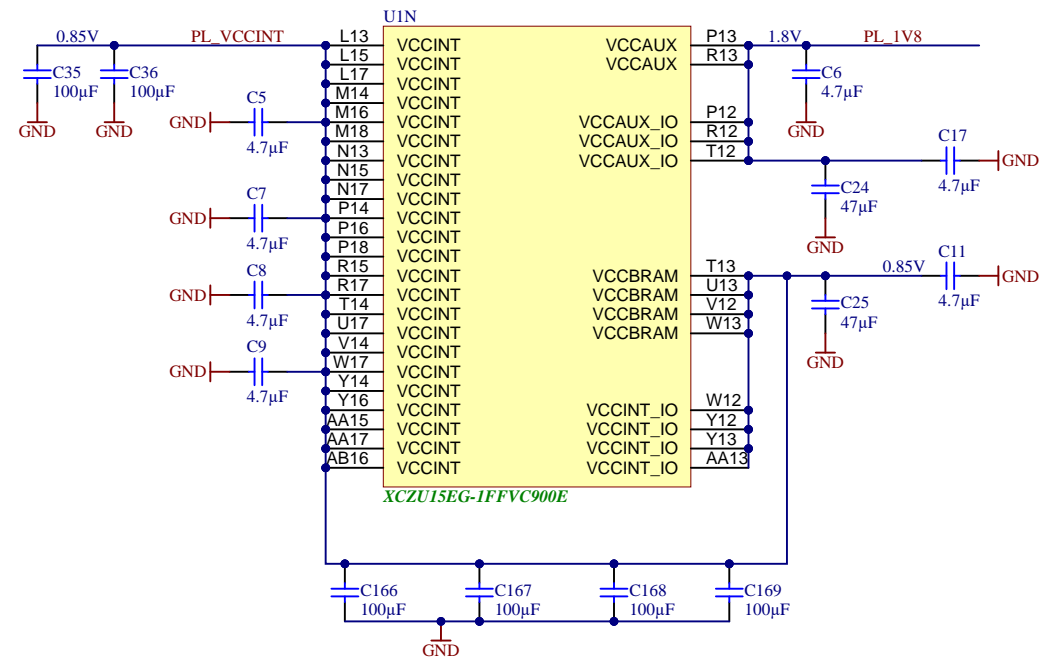 U1N
0.85V PL_VCCINT L13 VCCINT VCCAUX P13 1.8V PL_1V8
L15 VCCINT VCCAUX R13
C35 C36 L17 VCCINT C6
100µF 100µF M14 VCCINT 4.7µF
C5
GND GND GND M16 VCCINT VCCAUX_IO P12 GND
4.7µF M18 VCCINT VCCAUX_IO R12 C17
N13 VCCINT VCCAUX_IO T12 GND
N15 VCCINT 4.7µF
C7 N17 VCCINT C24
GND P14 VCCINT 47µF
4.7µF P16 VCCINT GND
P18 VCCINT C11
C8 R15 VCCINT VCCBRAM T13 0.85V GND
GND R17 VCCINT VCCBRAM U13 4.7µF
4.7µF T14 VCCINT VCCBRAM V12 C25
U17 VCCINT VCCBRAM W13 47µF
C9 V14 VCCINT GND
GND W17 VCCINT
4.7µF Y14 VCCINT
Y16 VCCINT VCCINT_IO W12
AA15 VCCINT VCCINT_IO Y12
AA17 VCCINT VCCINT_IO Y13
AB16 VCCINT VCCINT_IO AA13
XCZU15EG-1FFVC900E
C166 C167 C168 C169
100µF 100µF 100µF 100µF
GND